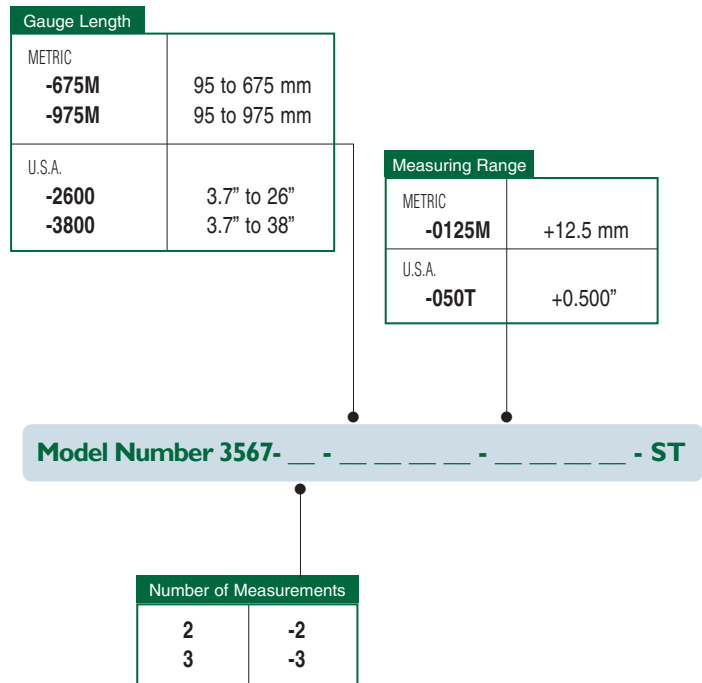 Gauge Length
METRIC
-675M 95 to 675 mm
-975M 95 to 975 mm
U.S.A.
-2600 3.7” to 26”
-3800 3.7” to 38”
Measuring Range
METRIC
-0125M +12.5 mm
U.S.A.
-050T +0.500”
Model Number 3567- __ - __ __ __ __ - __ __ __ __ - ST
Number of Measurements
2 -2
3 -3